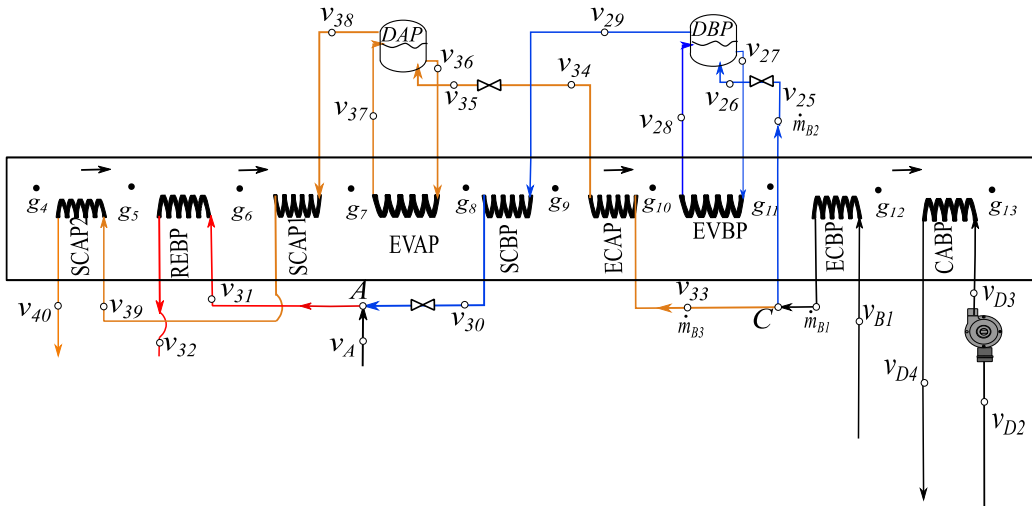 v38 DAP v29 DBP
v36 v27
v34
v35 v26 v25
v37 v28 ṁB2
g4 g5 g6 g7 g8 g9 g10 g11 g12 g13
SCAP2 REBP SCAP1 EVAP SCBP ECAP EVBP ECBP CABP
v31 A v33 C ṁB1 vD3
v40 v39 v30 ṁB3 vB1
v32 vA
vD4
vD2